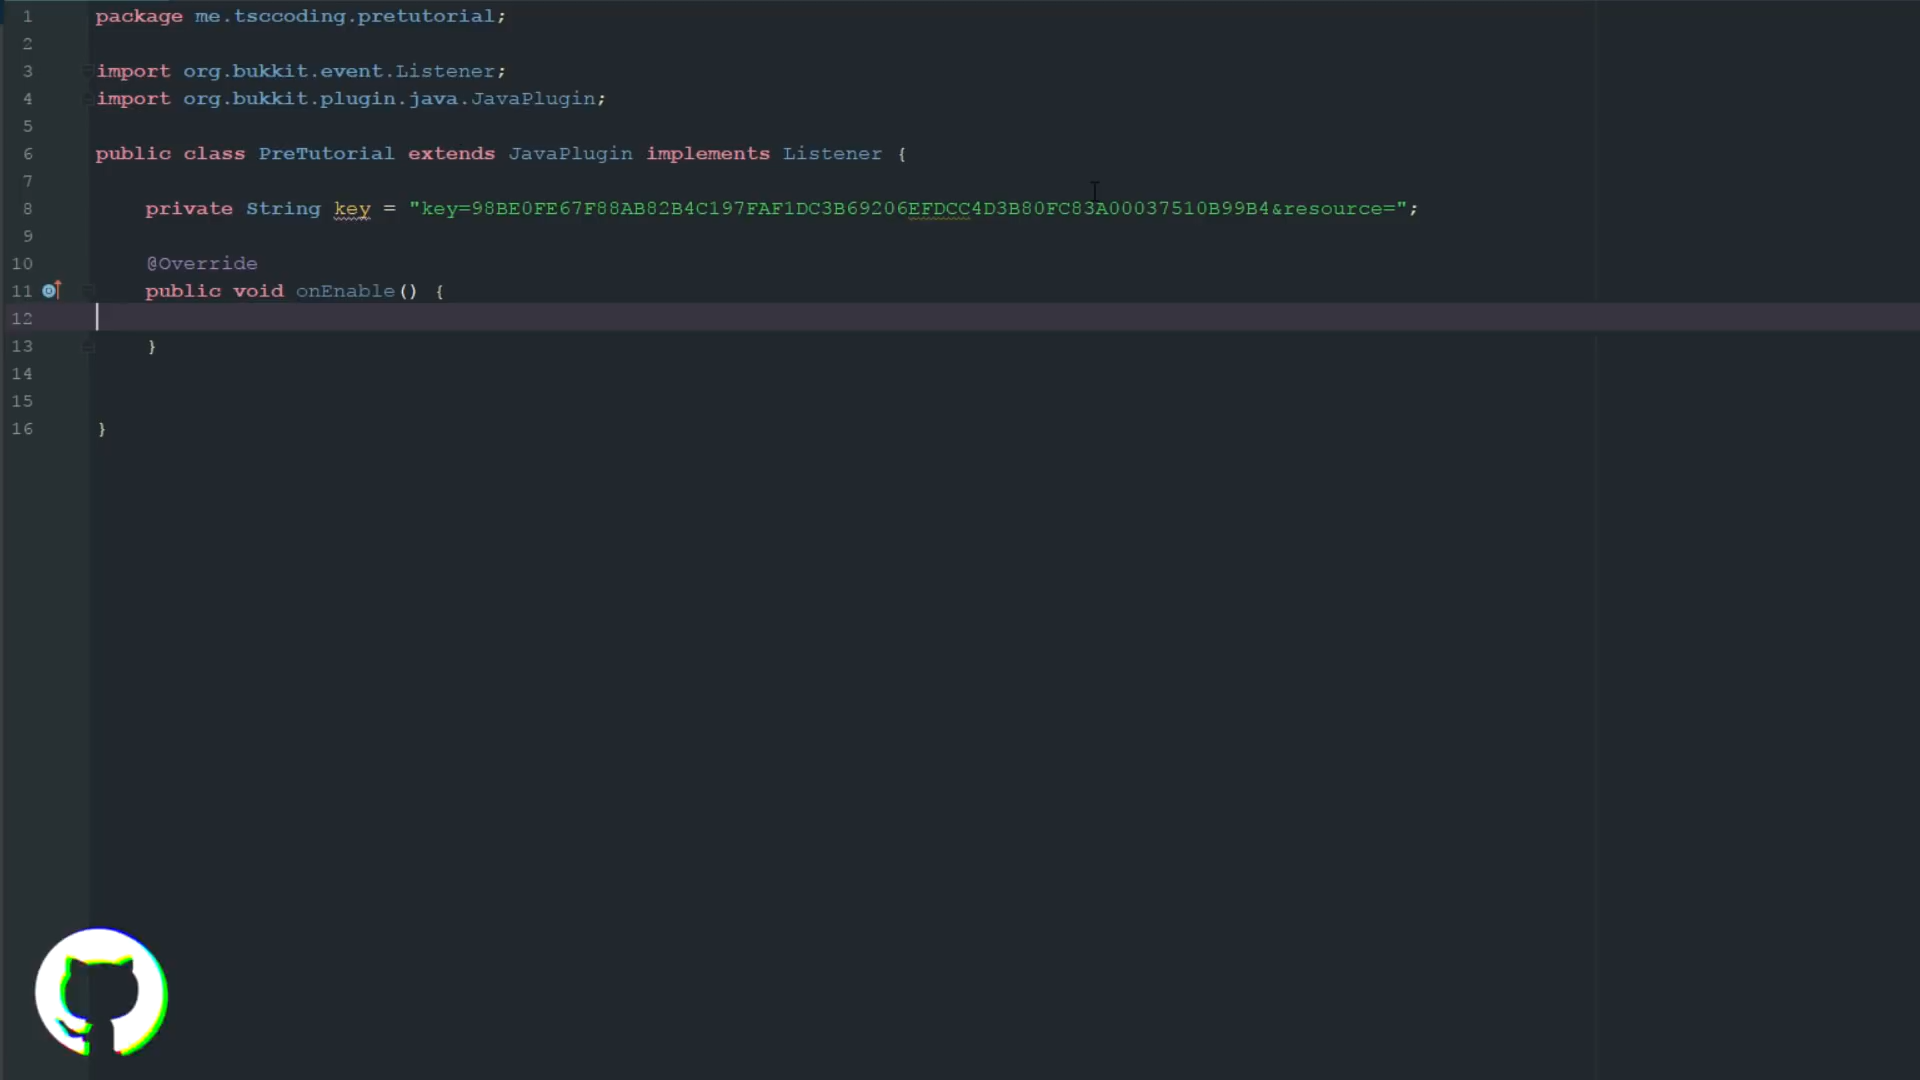 1 package me.tsccoding.pretutorial;
2
3 import org.bukkit.event.Listener;
4 import org.bukkit.plugin.java.JavaPlugin;
5
6 public class PreTutorial extends JavaPlugin implements Listener {
7
8 private String key = "key=98BE0FE67F88AB82B4C197FAF1DC3B69206EFDCC4D3B80FC83A00037510B99B4&resource=";
9
10 @Override
11 public void onEnable() {
12
13 }
14
15
16 }